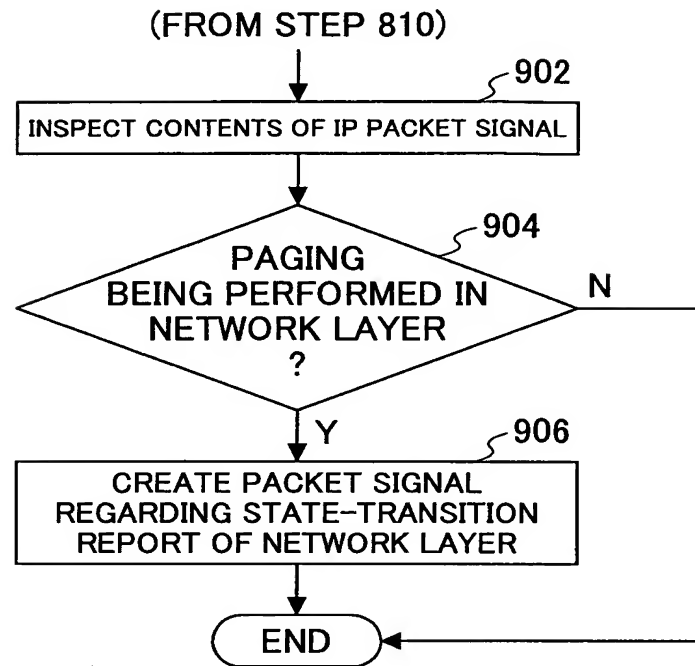 (FROM STEP 810)
902
INSPECT CONTENTS OF IP PACKET SIGNAL
904
PAGING
BEING PERFORMED IN
NETWORK LAYER
?
N
Y
906
CREATE PACKET SIGNAL
REGARDING STATE-TRANSITION
REPORT OF NETWORK LAYER
END